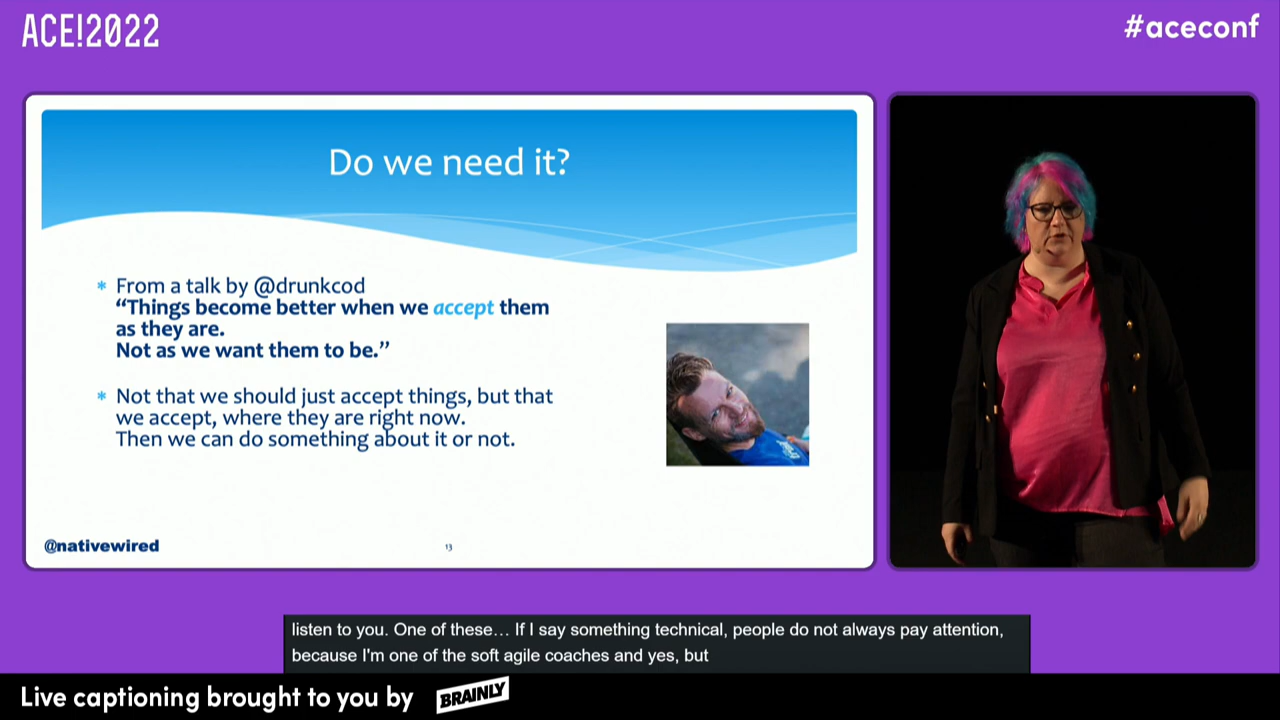 ACE!2022
#aceconf
Do we need it?
* From a talk by @drunkcod
“Things become better when we accept them
as they are.
Not as we want them to be.”
* Not that we should just accept things, but that
we accept, where they are right now.
Then we can do something about it or not.
@nativewired
13
listen to you. One of these... If I say something technical, people do not always pay attention,
because I'm one of the soft agile coaches and yes, but
Live captioning brought to you by BRAINLY